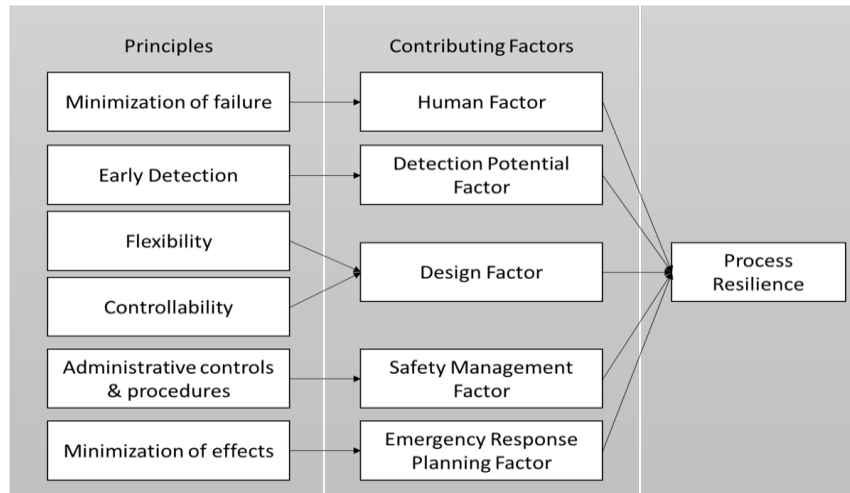 Principles
Contributing Factors
Minimization of failure
Human Factor
Early Detection
Detection Potential
Factor
Flexibility
Controllability
Design Factor
Process
Resilience
Administrative controls
& procedures
Safety Management
Factor
Minimization of effects
Emergency Response
Planning Factor